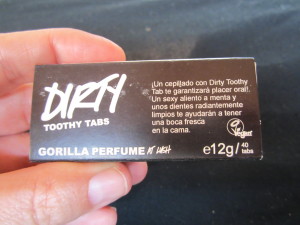 DIRTY
TOOTHY TABS
¡Un cepillado con Dirty Toothy
Tab te garantizará placer oral!.
Un sexy aliento a menta y
unos dientes radiantemente
limpios te ayudarán a tener
una boca fresca
en la cama.
Vegan
GORILLA PERFUME AT LUSH
e12g/ 40 tabs